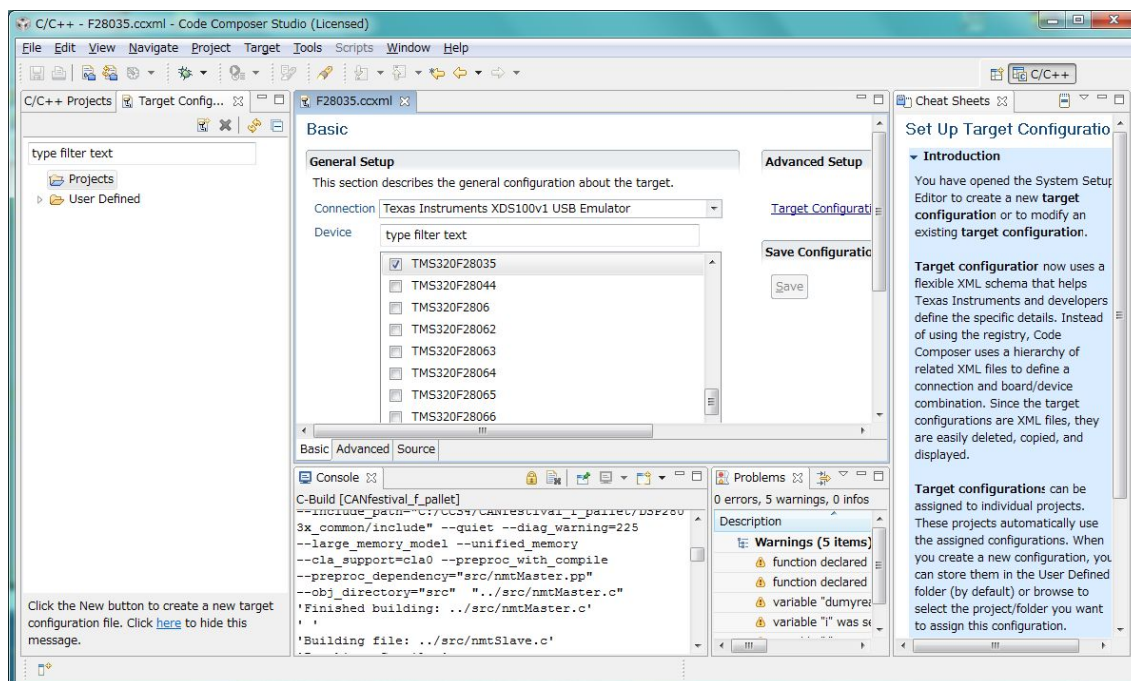 C/C++ - F28035.ccxml - Code Composer Studio (Licensed)
File Edit View Navigate Project Target Tools Scripts Window Help
C/C++
C/C++ Projects
Target Config...
type filter text
Projects
User Defined
Click the New button to create a new target
configuration file. Click here to hide this
message.
F28035.ccxml
Basic
General Setup
This section describes the general configuration about the target.
Connection Texas Instruments XDS100v1 USB Emulator
Device type filter text
TMS320F28035
TMS320F28044
TMS320F2806
TMS320F28062
TMS320F28063
TMS320F28064
TMS320F28065
TMS320F28066
Advanced Setup
Target Configurati
Save Configuratio
Save
Basic Advanced Source
Console
C-Build [CANfestival_f_pallet]
--include_path="C:/CCS4/CANfestival_f_pallet/DSP280
3x_common/include" --quiet --diag_warning=225
--large_memory_model --unified_memory
--cla_support=cla0 --preproc_with_compile
--preproc_dependency="src/nmtMaster.pp"
--obj_directory="src" "../src/nmtMaster.c"
'Finished building: ../src/nmtMaster.c'
' '
'Building file: ../src/nmtSlave.c'
Problems
0 errors, 5 warnings, 0 infos
Description
Warnings (5 items)
function declared
function declared
variable "dumyrea
variable "i" was se
Cheat Sheets
Set Up Target Configuratio
Introduction
You have opened the System Setup
Editor to create a new target
configuration or to modify an
existing target configuration.
Target configuration now uses a
flexible XML schema that helps
Texas Instruments and developers
define the specific details. Instead
of using the registry, Code
Composer uses a hierarchy of
related XML files to define a
connection and board/device
combination. Since the target
configurations are XML files, they
are easily deleted, copied, and
displayed.
Target configurations can be
assigned to individual projects.
These projects automatically use
the assigned configurations. When
you create a new configuration, you
can store them in the User Defined
folder (by default) or browse to
select the project/folder you want
to assign this configuration.